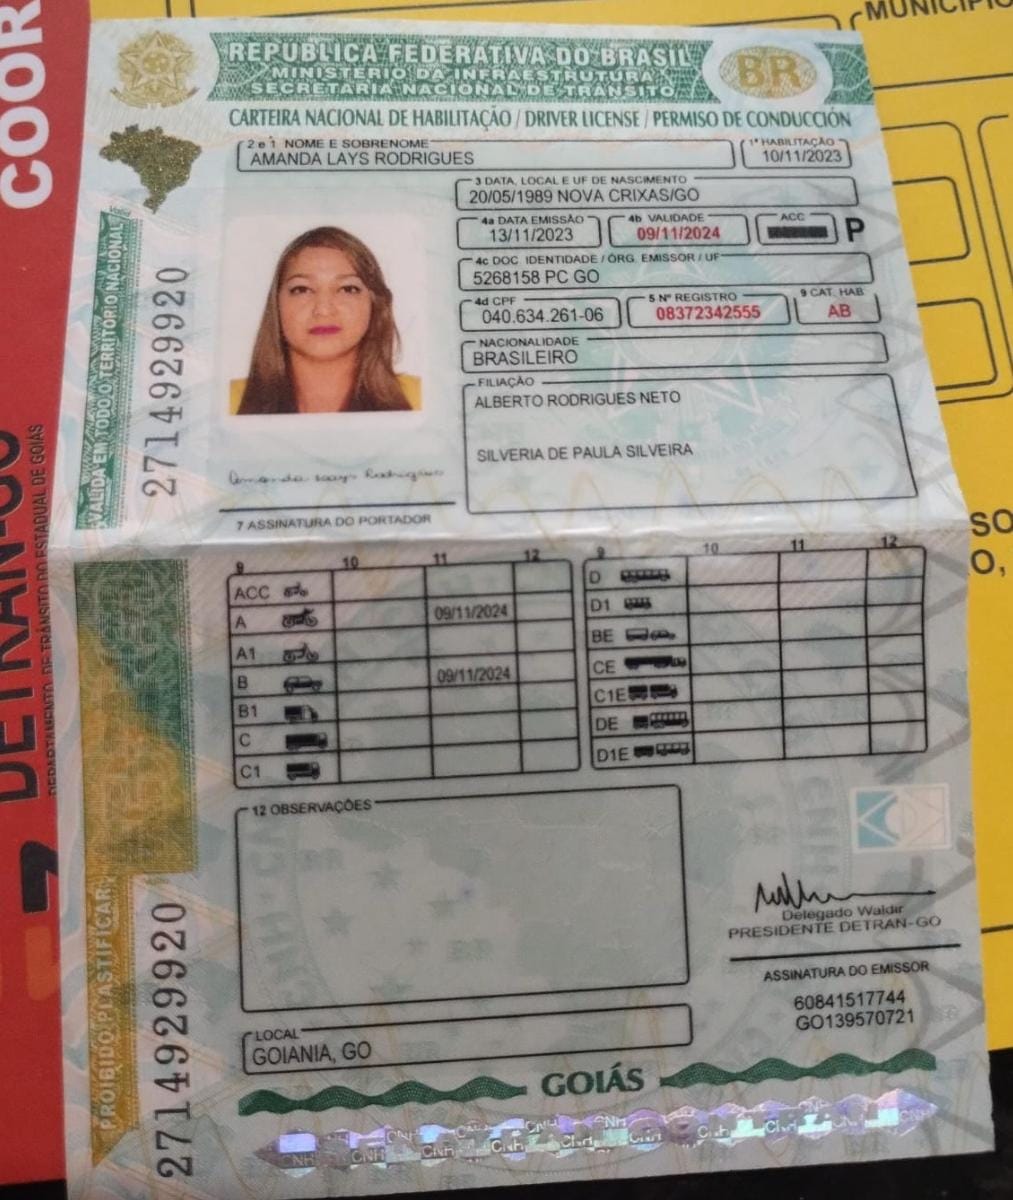 MUNICÍPIO
COOR
REPÚBLICA FEDERATIVA DO BRASIL
MINISTÉRIO DA INFRAESTRUTURA
SECRETARIA NACIONAL DE TRÂNSITO
BR
CARTEIRA NACIONAL DE HABILITAÇÃO / DRIVER LICENSE / PERMISO DE CONDUCCIÓN
2 e 1 NOME E SOBRENOME
AMANDA LAYS RODRIGUES
1ª HABILITAÇÃO
10/11/2023
3 DATA, LOCAL E UF DE NASCIMENTO
20/05/1989 NOVA CRIXAS/GO
4a DATA EMISSÃO
13/11/2023
4b VALIDADE
09/11/2024
ACC
P
4c DOC. IDENTIDADE / ÓRG. EMISSOR / UF
5268158 PC GO
4d CPF
040.634.261-06
5 Nº REGISTRO
08372342555
9 CAT. HAB
AB
NACIONALIDADE
BRASILEIRO
FILIAÇÃO
ALBERTO RODRIGUES NETO
SILVERIA DE PAULA SILVEIRA
VÁLIDA EM TODO O TERRITÓRIO NACIONAL
2714929920
Amanda Lays Rodrigues
7 ASSINATURA DO PORTADOR
DETRAN-GO
DEPARTAMENTO DE TRÂNSITO DO ESTADUAL DE GOIÁS
SO
O,
9 10 11 12
ACC
A 09/11/2024
A1
B 09/11/2024
B1
C
C1
9 10 11 12
D
D1
BE
CE
C1E
DE
D1E
12 OBSERVAÇÕES
PROIBIDO PLASTIFICAR
2714929920
Delegado Waldir
PRESIDENTE DETRAN-GO
ASSINATURA DO EMISSOR
60841517744
GO139570721
LOCAL
GOIANIA, GO
GOIÁS
CNH CNH CNH CNH CNH CNH CNH